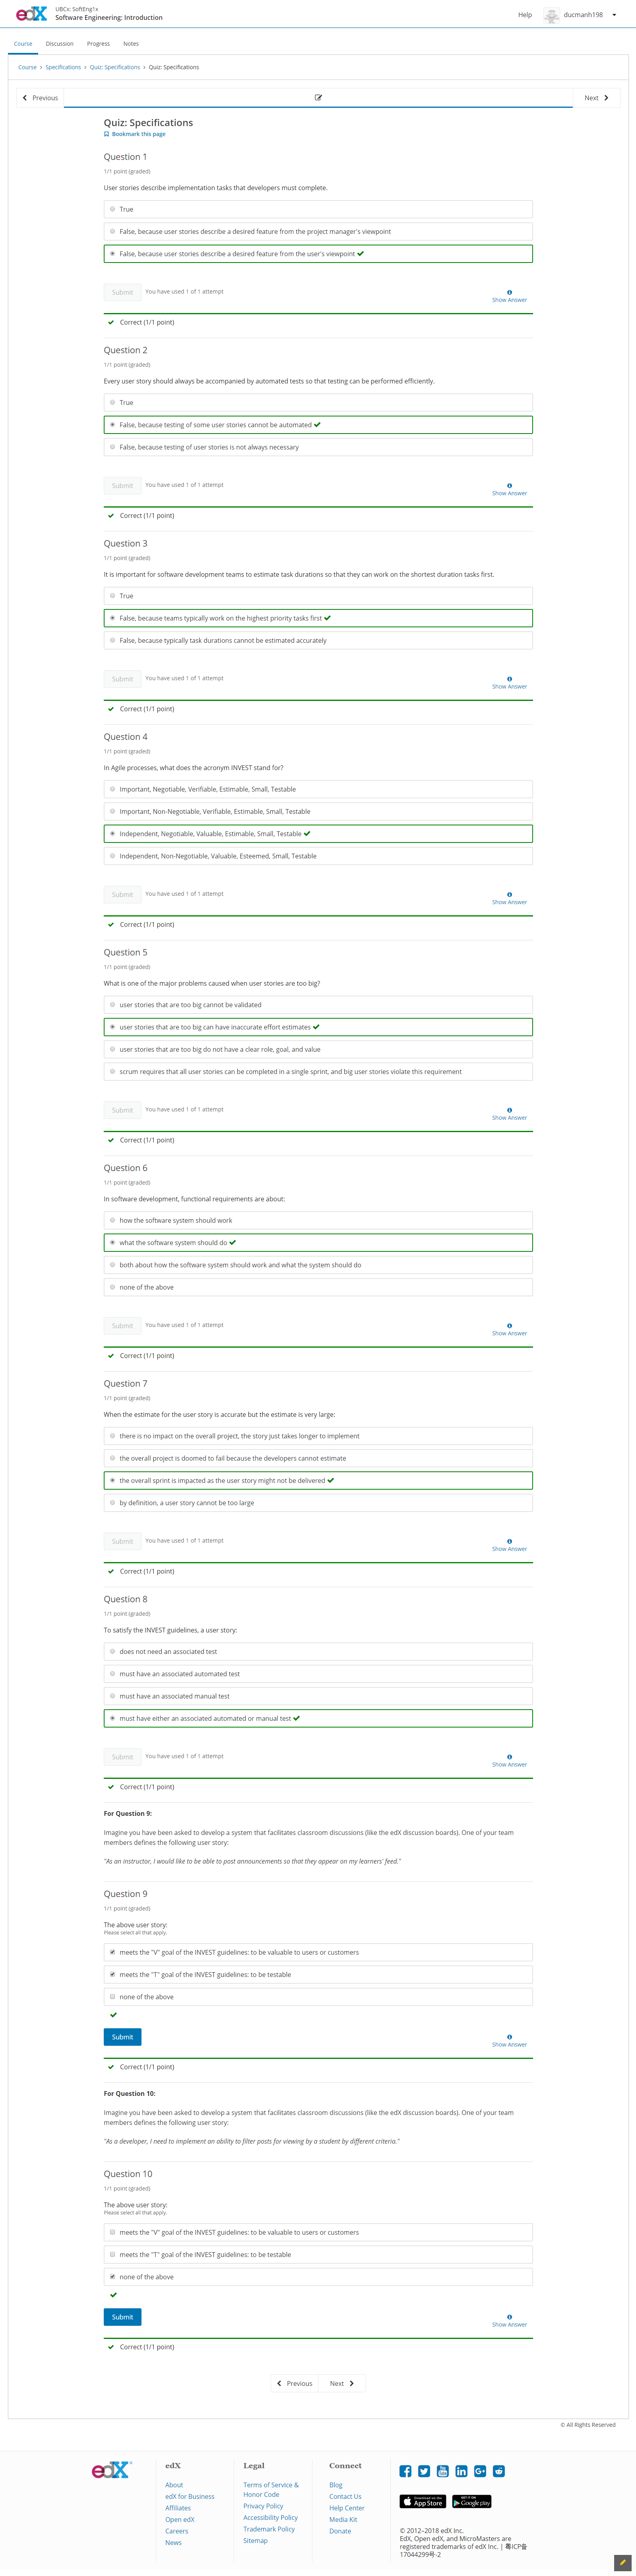 edX
UBCx: SoftEng1x
Software Engineering: Introduction
Help
ducmanh198
Course
Discussion
Progress
Notes
Course > Specifications > Quiz: Specifications > Quiz: Specifications
Previous
Next
Quiz: Specifications
Bookmark this page
Question 1
1/1 point (graded)
User stories describe implementation tasks that developers must complete.
True
False, because user stories describe a desired feature from the project manager's viewpoint
False, because user stories describe a desired feature from the user's viewpoint
Submit
You have used 1 of 1 attempt
Show Answer
Correct (1/1 point)
Question 2
1/1 point (graded)
Every user story should always be accompanied by automated tests so that testing can be performed efficiently.
True
False, because testing of some user stories cannot be automated
False, because testing of user stories is not always necessary
Submit
You have used 1 of 1 attempt
Show Answer
Correct (1/1 point)
Question 3
1/1 point (graded)
It is important for software development teams to estimate task durations so that they can work on the shortest duration tasks first.
True
False, because teams typically work on the highest priority tasks first
False, because typically task durations cannot be estimated accurately
Submit
You have used 1 of 1 attempt
Show Answer
Correct (1/1 point)
Question 4
1/1 point (graded)
In Agile processes, what does the acronym INVEST stand for?
Important, Negotiable, Verifiable, Estimable, Small, Testable
Important, Non-Negotiable, Verifiable, Estimable, Small, Testable
Independent, Negotiable, Valuable, Estimable, Small, Testable
Independent, Non-Negotiable, Valuable, Esteemed, Small, Testable
Submit
You have used 1 of 1 attempt
Show Answer
Correct (1/1 point)
Question 5
1/1 point (graded)
What is one of the major problems caused when user stories are too big?
user stories that are too big cannot be validated
user stories that are too big can have inaccurate effort estimates
user stories that are too big do not have a clear role, goal, and value
scrum requires that all user stories can be completed in a single sprint, and big user stories violate this requirement
Submit
You have used 1 of 1 attempt
Show Answer
Correct (1/1 point)
Question 6
1/1 point (graded)
In software development, functional requirements are about:
how the software system should work
what the software system should do
both about how the software system should work and what the system should do
none of the above
Submit
You have used 1 of 1 attempt
Show Answer
Correct (1/1 point)
Question 7
1/1 point (graded)
When the estimate for the user story is accurate but the estimate is very large:
there is no impact on the overall project, the story just takes longer to implement
the overall project is doomed to fail because the developers cannot estimate
the overall sprint is impacted as the user story might not be delivered
by definition, a user story cannot be too large
Submit
You have used 1 of 1 attempt
Show Answer
Correct (1/1 point)
Question 8
1/1 point (graded)
To satisfy the INVEST guidelines, a user story:
does not need an associated test
must have an associated automated test
must have an associated manual test
must have either an associated automated or manual test
Submit
You have used 1 of 1 attempt
Show Answer
Correct (1/1 point)
For Question 9:
Imagine you have been asked to develop a system that facilitates classroom discussions (like the edX discussion boards). One of your team
members defines the following user story:
"As an instructor, I would like to be able to post announcements so that they appear on my learners' feed."
Question 9
1/1 point (graded)
The above user story:
Please select all that apply.
meets the "V" goal of the INVEST guidelines: to be valuable to users or customers
meets the "T" goal of the INVEST guidelines: to be testable
none of the above
Submit
Show Answer
Correct (1/1 point)
For Question 10:
Imagine you have been asked to develop a system that facilitates classroom discussions (like the edX discussion boards). One of your team
members defines the following user story:
"As a developer, I need to implement an ability to filter posts for viewing by a student by different criteria."
Question 10
1/1 point (graded)
The above user story:
Please select all that apply.
meets the "V" goal of the INVEST guidelines: to be valuable to users or customers
meets the "T" goal of the INVEST guidelines: to be testable
none of the above
Submit
Show Answer
Correct (1/1 point)
Previous
Next
© All Rights Reserved
edX
edX
About
edX for Business
Affiliates
Open edX
Careers
News
Legal
Terms of Service &
Honor Code
Privacy Policy
Accessibility Policy
Trademark Policy
Sitemap
Connect
Blog
Contact Us
Help Center
Media Kit
Donate
Download on the
App Store
GET IT ON
Google play
© 2012–2018 edX Inc.
EdX, Open edX, and MicroMasters are
registered trademarks of edX Inc. | 粤ICP备
17044299号-2